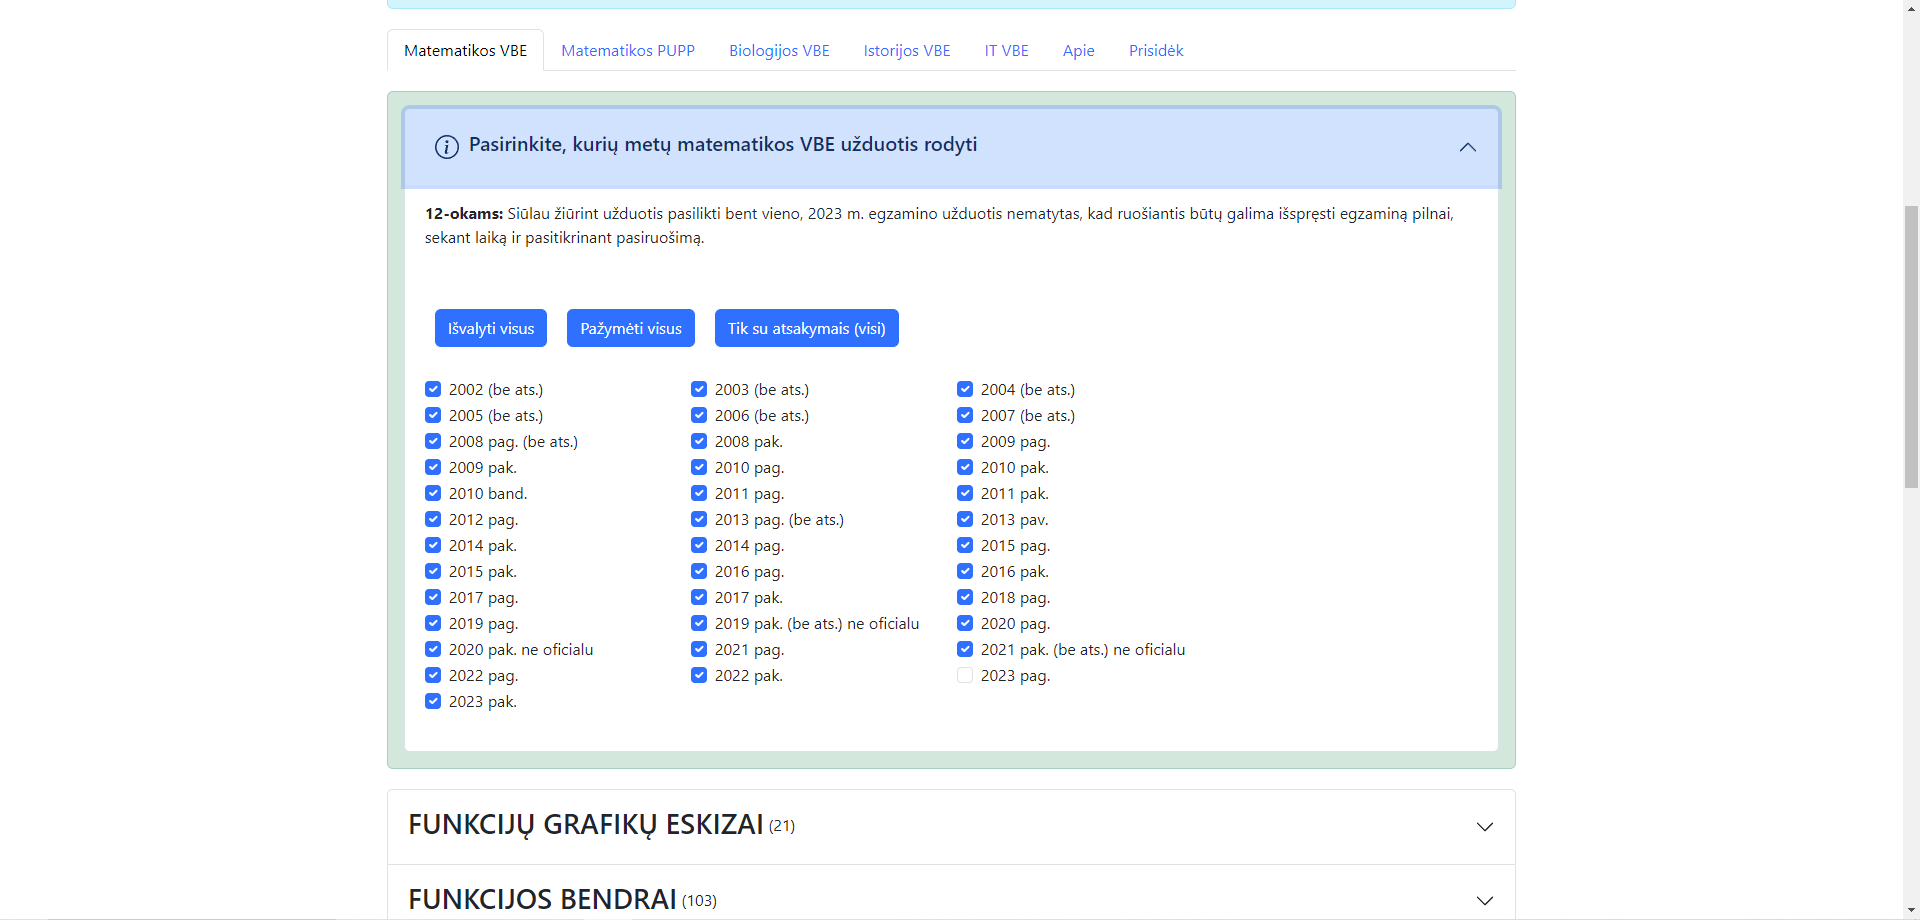 Matematikos VBE Matematikos PUPP Biologijos VBE Istorijos VBE IT VBE Apie Prisidėk
Pasirinkite, kurių metų matematikos VBE užduotis rodyti
12-okams: Siūlau žiūrint užduotis pasilikti bent vieno, 2023 m. egzamino užduotis nematytas, kad ruošiantis būtų galima išspręsti egzaminą pilnai,
sekant laiką ir pasitikrinant pasiruošimą.
Išvalyti visus Pažymėti visus Tik su atsakymais (visi)
2002 (be ats.) 2003 (be ats.) 2004 (be ats.)
2005 (be ats.) 2006 (be ats.) 2007 (be ats.)
2008 pag. (be ats.) 2008 pak. 2009 pag.
2009 pak. 2010 pag. 2010 pak.
2010 band. 2011 pag. 2011 pak.
2012 pag. 2013 pag. (be ats.) 2013 pav.
2014 pak. 2014 pag. 2015 pag.
2015 pak. 2016 pag. 2016 pak.
2017 pag. 2017 pak. 2018 pag.
2019 pag. 2019 pak. (be ats.) ne oficialu 2020 pag.
2020 pak. ne oficialu 2021 pag. 2021 pak. (be ats.) ne oficialu
2022 pag. 2022 pak. 2023 pag.
2023 pak.
FUNKCIJŲ GRAFIKŲ ESKIZAI (21)
FUNKCIJOS BENDRAI (103)